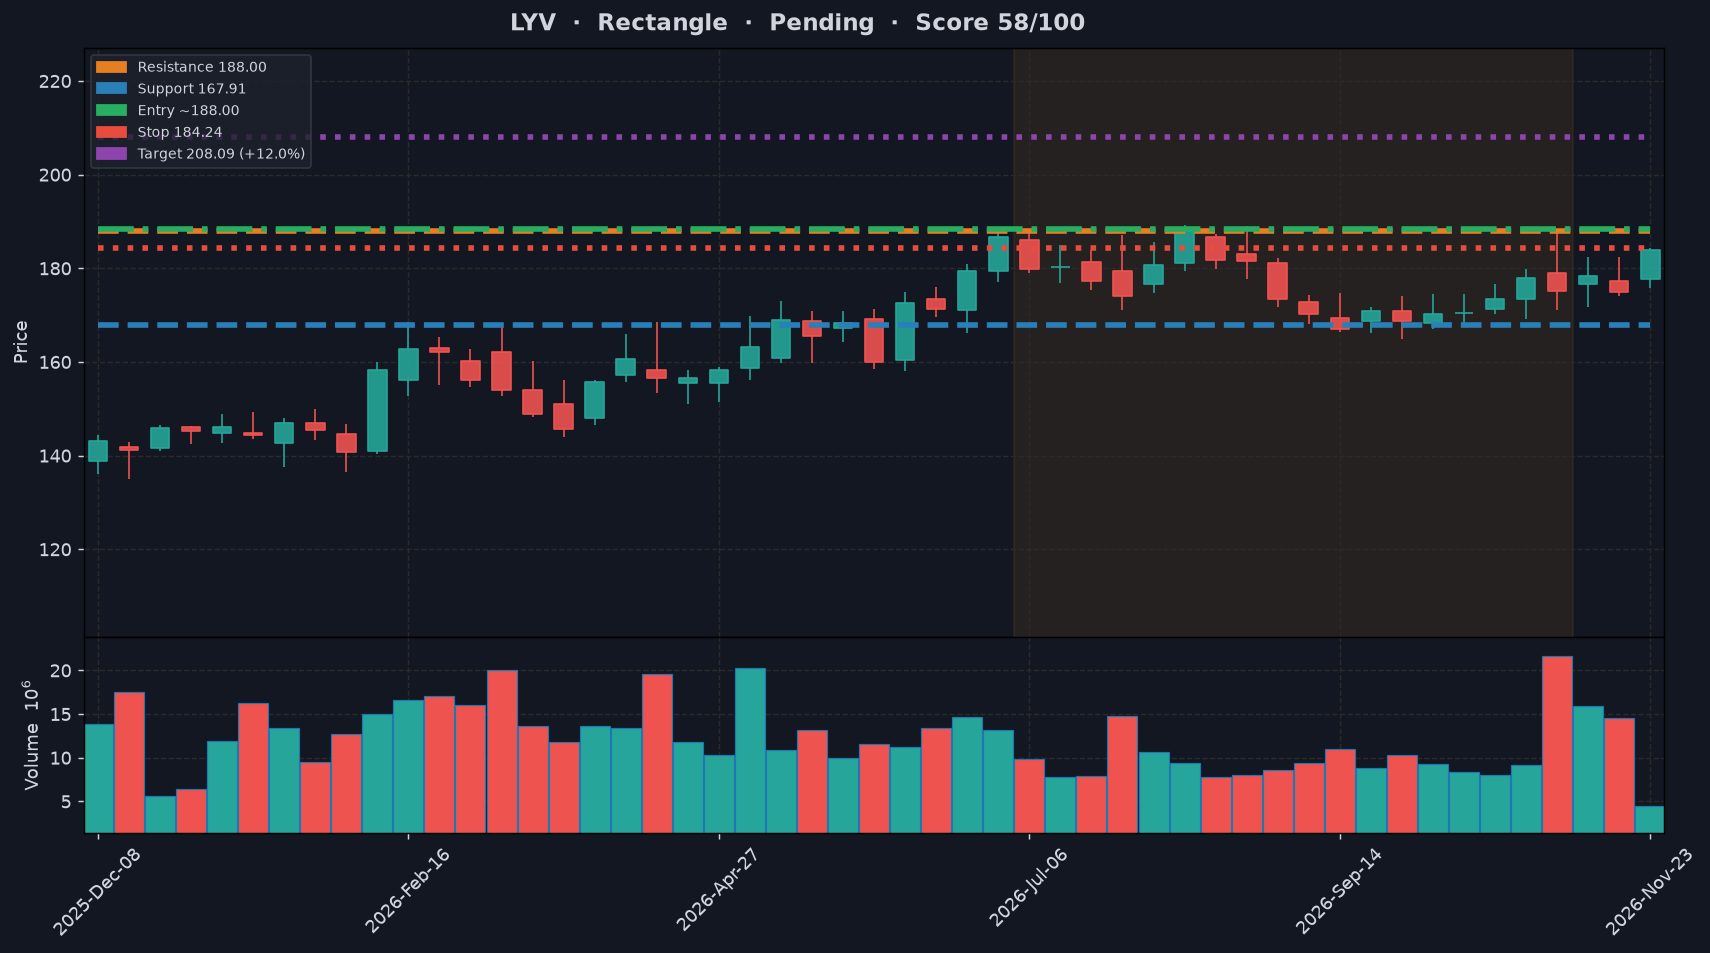 LYV · Rectangle · Pending · Score 58/100
Resistance 188.00
Support 167.91
Entry ~188.00
Stop 184.24
Target 208.09 (+12.0%)
220
200
180
160
140
120
Price
20
15
10
5
Volume 10⁶
2025-Dec-08
2026-Feb-16
2026-Apr-27
2026-Jul-06
2026-Sep-14
2026-Nov-23